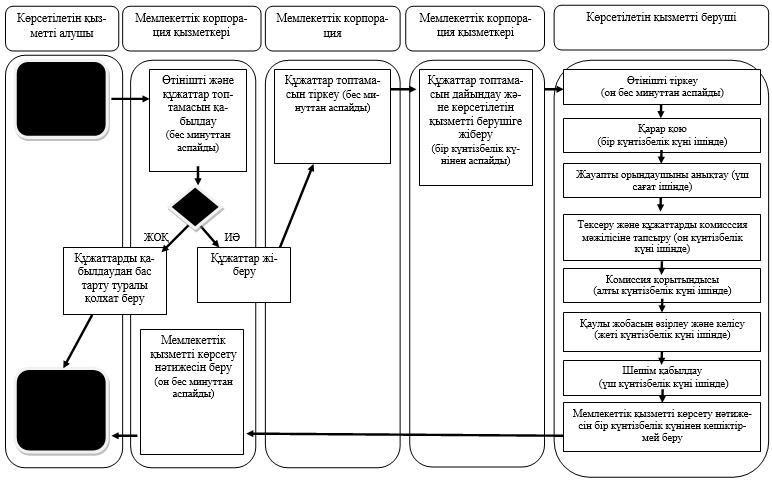 Көрсетілетін қыз-
метті алушы
Мемлекеттік корпо-
рация қызметкері
Мемлекеттік корпорация
Мемлекеттік корпорация
қызметкері
Көрсетілетін қызметті беруші
Өтінішті және
құжаттар топ-
тамасын қа-
былдау
(бес минуттан
аспайды)
ЖОҚ
ИӘ
Құжаттарды қа-
былдаудан бас
тарту туралы
қолхат беру
Құжаттар жі-
беру
Мемлекеттік
қызметті көрсету
нәтижесін беру
(он бес минуттан
аспайды)
Құжаттар топтама-
сын тіркеу (бес ми-
нуттан аспайды)
Құжаттар топтама-
сын дайындау жә-
не көрсетілетін
қызметті берушіге
жіберу
(бір күнтізбелік кү-
нінен аспайды)
Өтінішті тіркеу
(он бес минуттан аспайды)
Қарар қою
(бір күнтізбелік күні ішінде)
Жауапты орындаушыны анықтау (үш
сағат ішінде)
Тексеру және құжаттарды комисссия
мәжілісіне тапсыру (он күнтізбелік
күні ішінде)
Комиссия қорытындысы
(алты күнтізбелік күні ішінде)
Қаулы жобасын әзірлеу және келісу
(жеті күнтізбелік күні ішінде)
Шешім қабылдау
(үш күнтізбелік күні ішінде)
Мемлекеттік қызметті көрсету нәтиже-
сін бір күнтізбелік күнінен кешіктір-
мей беру